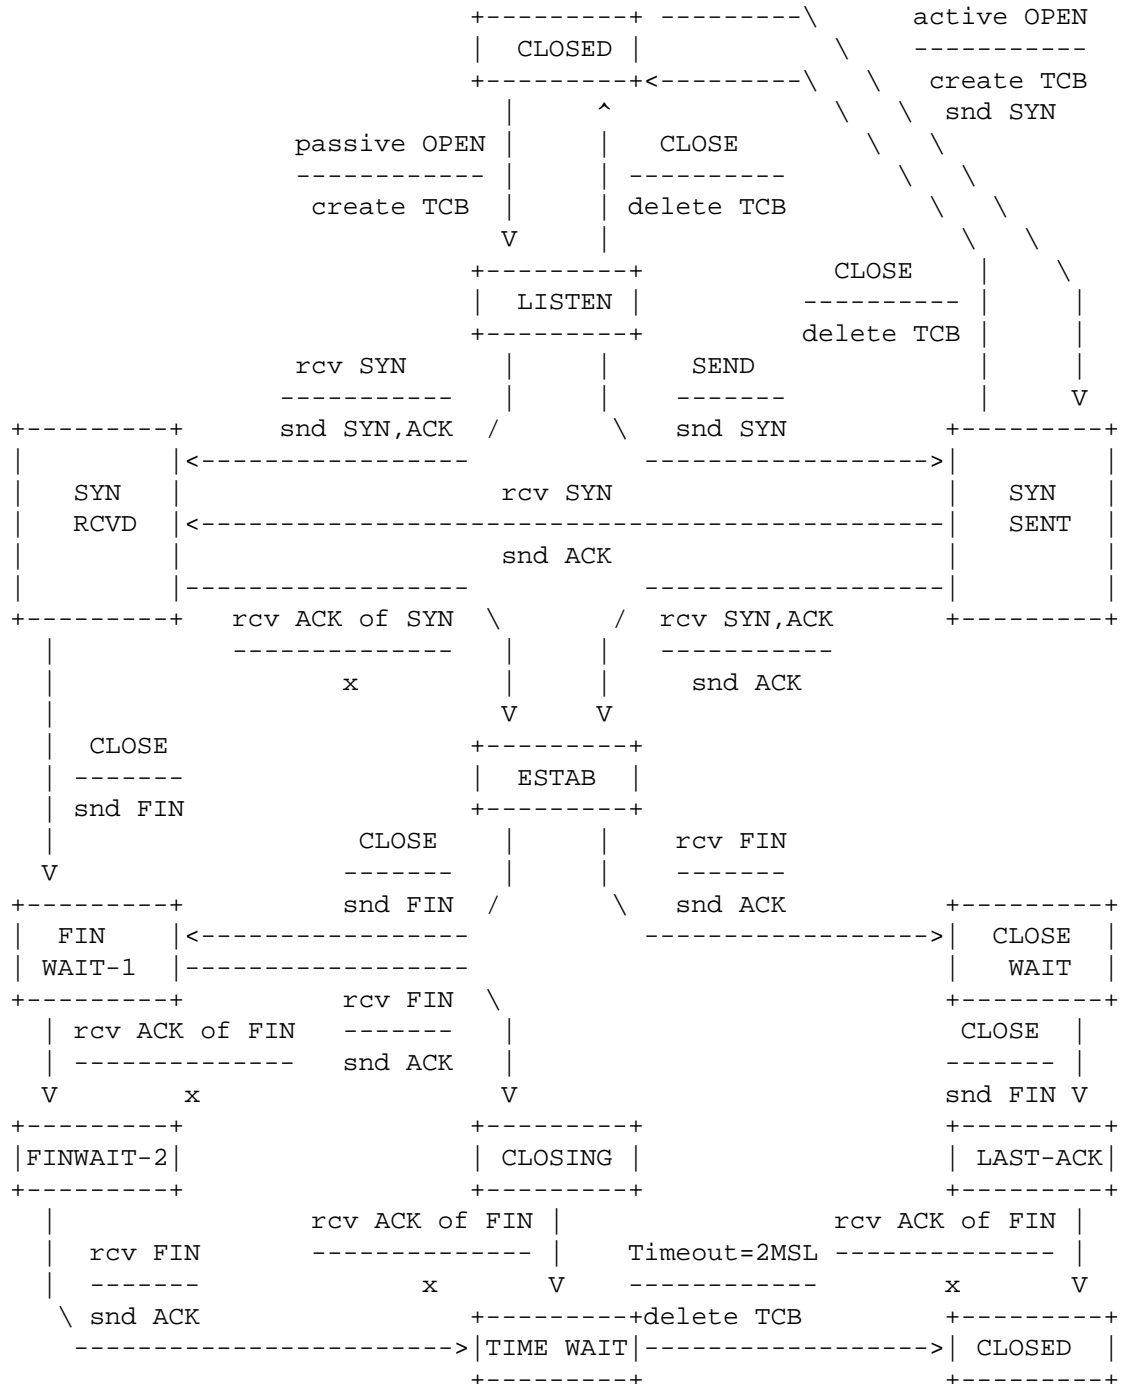 +---------+ ---------\      active OPEN
|  CLOSED |            \    -----------
+---------+<---------\   \   create TCB
|     ^              \   \  snd SYN
passive OPEN |     |   CLOSE        \   \
------------ |     | ----------       \   \
create TCB  |     | delete TCB         \   \
V     |                      \   \
+---------+            CLOSE    |    \
|  LISTEN |          ---------- |     |
+---------+          delete TCB |     |
rcv SYN      |     |     SEND              |     |
-----------   |     |    -------            |     V
+---------+      snd SYN,ACK  /       \   snd SYN          +---------+
|         |<-----------------           ------------------>|         |
|   SYN   |                    rcv SYN                     |   SYN   |
|   RCVD  |<-----------------------------------------------|   SENT  |
|         |                    snd ACK                     |         |
|         |------------------           -------------------|         |
+---------+   rcv ACK of SYN  \       /  rcv SYN,ACK       +---------+
|           --------------   |     |   -----------
|                  x         |     |     snd ACK
|                            V     V
|  CLOSE                   +---------+
| -------                  |  ESTAB  |
| snd FIN                  +---------+
|                   CLOSE    |     |    rcv FIN
V                  -------   |     |    -------
+---------+          snd FIN  /       \   snd ACK          +---------+
|  FIN    |<-----------------           ------------------>|  CLOSE  |
| WAIT-1  |------------------                              |   WAIT  |
+---------+          rcv FIN  \                            +---------+
| rcv ACK of FIN   -------   |                            CLOSE  |
| --------------   snd ACK   |                           ------- |
V        x                   V                           snd FIN V
+---------+                  +---------+                   +---------+
|FINWAIT-2|                  | CLOSING |                   | LAST-ACK|
+---------+                  +---------+                   +---------+
|                rcv ACK of FIN |                 rcv ACK of FIN |
|  rcv FIN       -------------- |    Timeout=2MSL -------------- |
|  -------              x       V    ------------        x       V
\ snd ACK                 +---------+delete TCB         +---------+
------------------------>|TIME WAIT|------------------>| CLOSED  |
+---------+                   +---------+